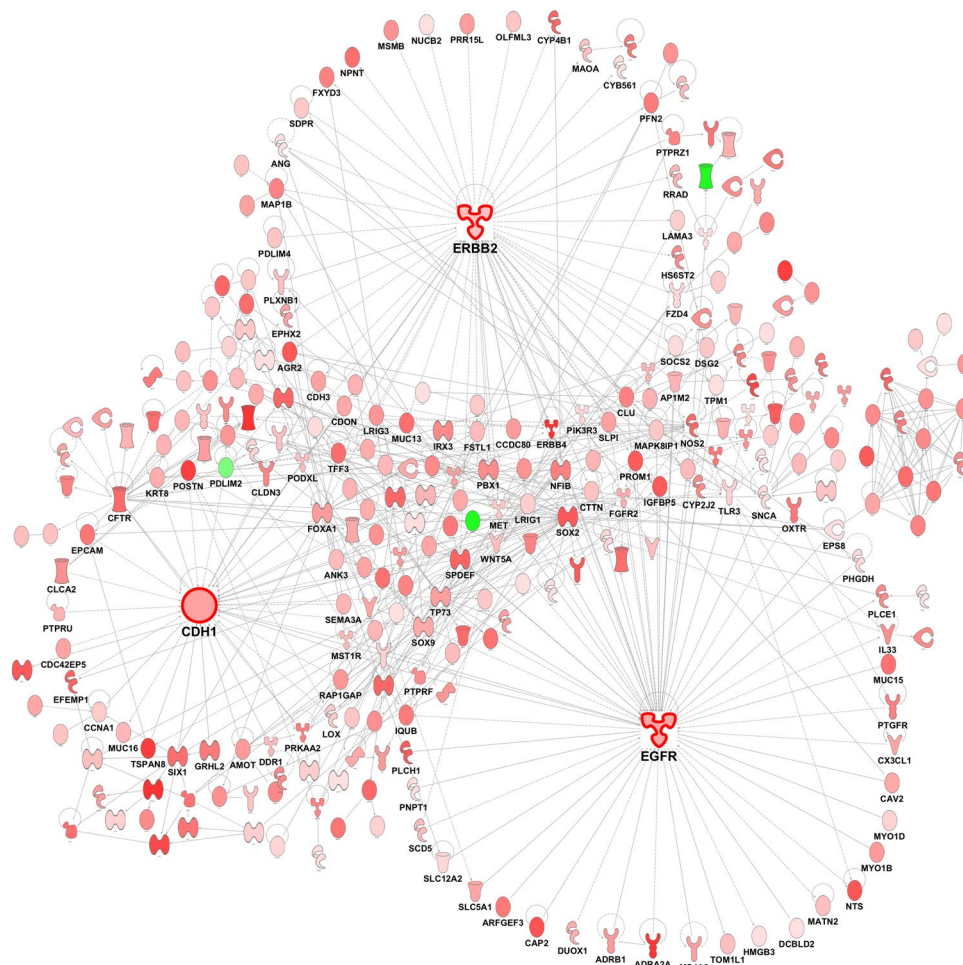 MSMB
NUCB2
PRR15L
OLFML3
CYP4B1
MAOA
CYB561
NPNT
FXYD3
SDPR
PFN2
ANG
PTPRZ1
MAP1B
RRAD
LAMA3
ERBB2
PDLIM4
HS6ST2
PLXNB1
FZD4
EPHX2
AGR2
SOCS2
DSG2
CDH3
TPM1
CDON
LRIG3
MUC13
IRX3
FSTL1
CCDC80
ERBB4
PIK3R3
SLPI
CLU
AP1M2
MAPK8IP1
NOS2
KRT8
POSTN
PDLIM2
CLDN3
PODXL
TFF3
PBX1
NFIB
PROM1
IGFBP5
CYP2J2
TLR3
SNCA
OXTR
CFTR
FOXA1
MET
LRIG1
CTTN
FGFR2
SOX2
EPS8
EPCAM
WNT5A
PHGDH
CLCA2
ANK3
SPDEF
PTPRU
CDH1
SEMA3A
TP73
SOX9
PLCE1
IL33
CDC42EP5
MST1R
MUC15
EFEMP1
RAP1GAP
PTPRF
PTGFR
CCNA1
LOX
IQUB
MUC16
TSPAN8
SIX1
GRHL2
AMOT
DDR1
PRKAA2
PLCH1
EGFR
CX3CL1
CAV2
PNPT1
MYO1D
SCD5
MYO1B
SLC12A2
NTS
SLC5A1
MATN2
ARFGEF3
CAP2
DUOX1
ADRB1
ADRA2A
TOM1L1
HMGB3
DCBLD2